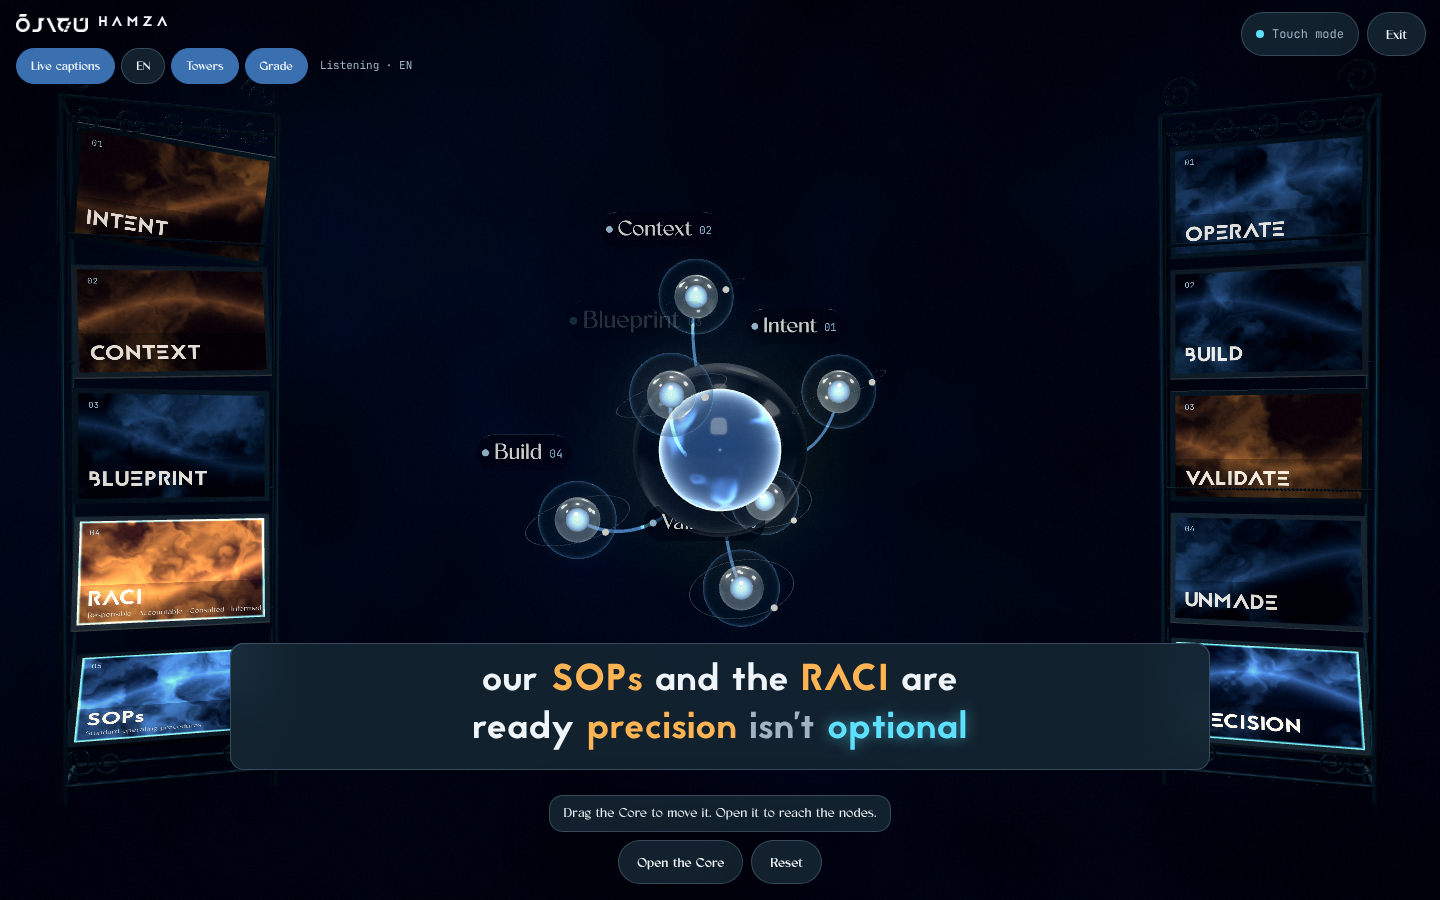 HAMZA
Live captions
EN
Towers
Grade
Listening · EN
Touch mode
Exit
01
INTENT
02
CONTEXT
03
BLUEPRINT
04
RACI
Responsible · Accountable · Consulted · Informed
05
SOPs
Standard operating procedures
Context 02
Blueprint
Intent 01
Build 04
01
OPERATE
02
BUILD
03
VALIDATE
04
UNMADE
our SOPs and the RACI are
ready precision isn't optional
Drag the Core to move it. Open it to reach the nodes.
Open the Core
Reset